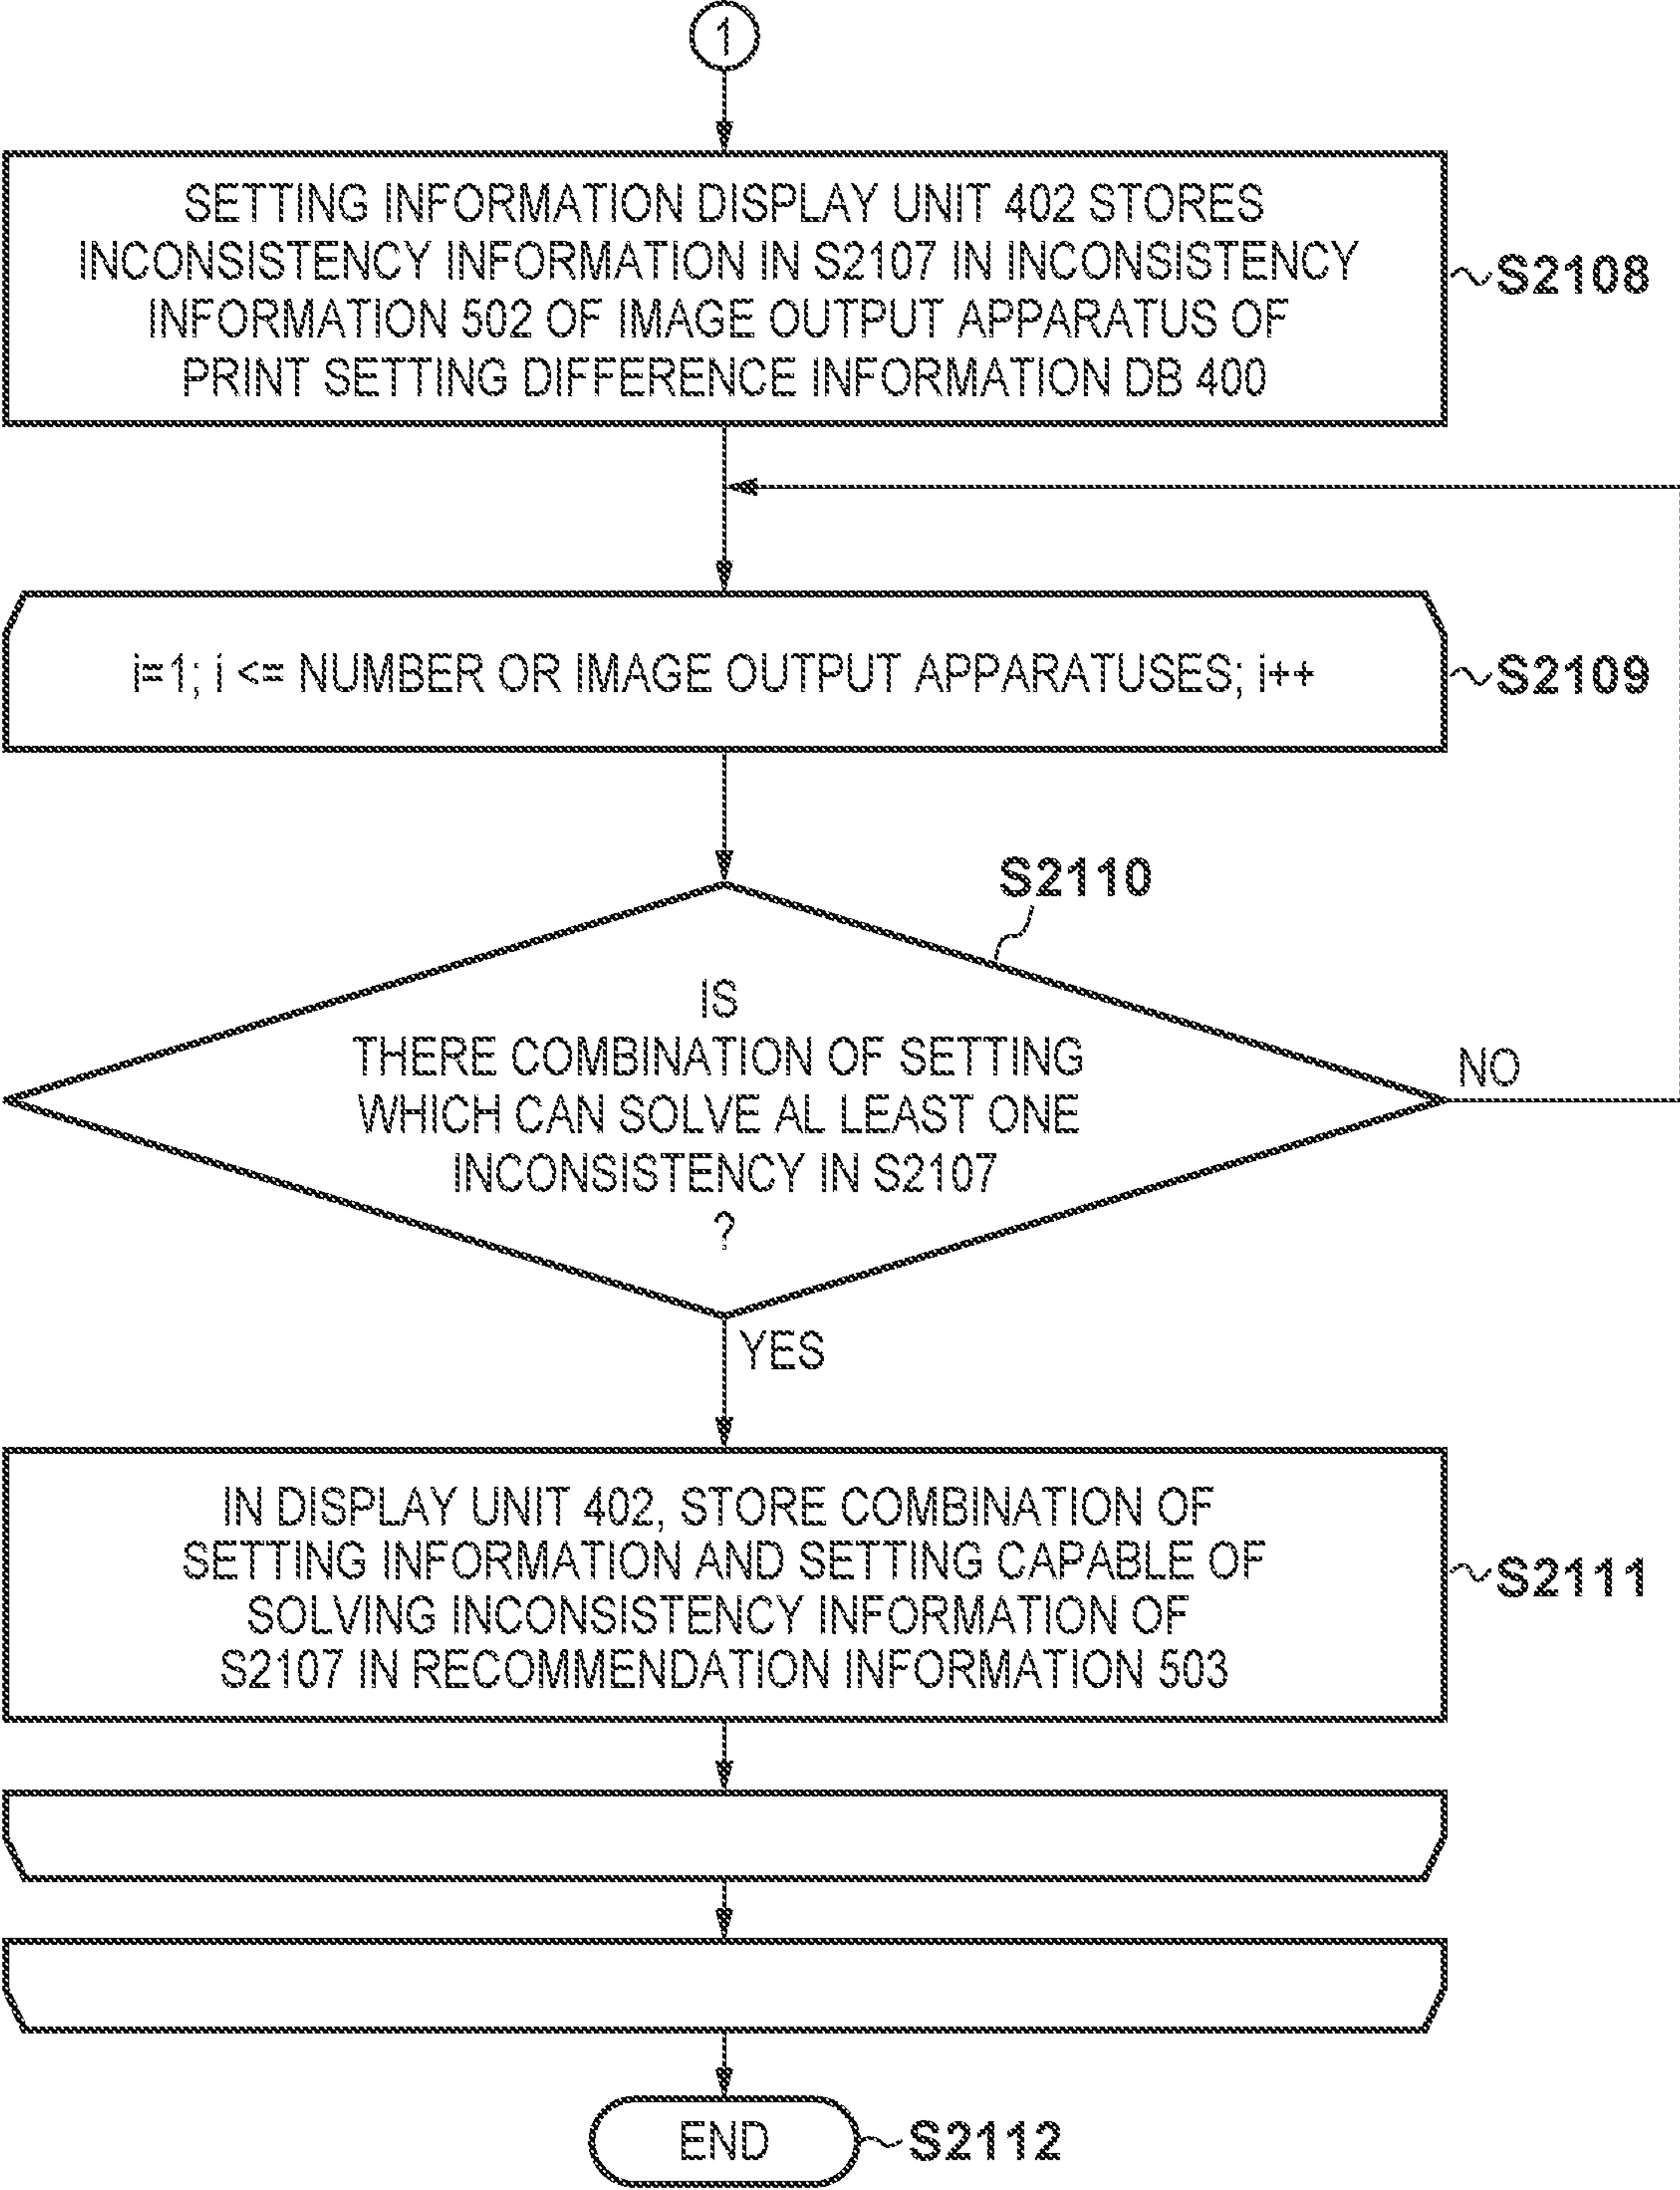 1
SETTING INFORMATION DISPLAY UNIT 402 STORES
INCONSISTENCY INFORMATION IN S2107 IN INCONSISTENCY
INFORMATION 502 OF IMAGE OUTPUT APPARATUS OF
PRINT SETTING DIFFERENCE INFORMATION DB 400
S2108
i=1; i <= NUMBER OR IMAGE OUTPUT APPARATUSES; i++
S2109
S2110
IS
THERE COMBINATION OF SETTING
WHICH CAN SOLVE AL LEAST ONE
INCONSISTENCY IN S2107
?
NO
YES
IN DISPLAY UNIT 402, STORE COMBINATION OF
SETTING INFORMATION AND SETTING CAPABLE OF
SOLVING INCONSISTENCY INFORMATION OF
S2107 IN RECOMMENDATION INFORMATION 503
S2111
END
S2112